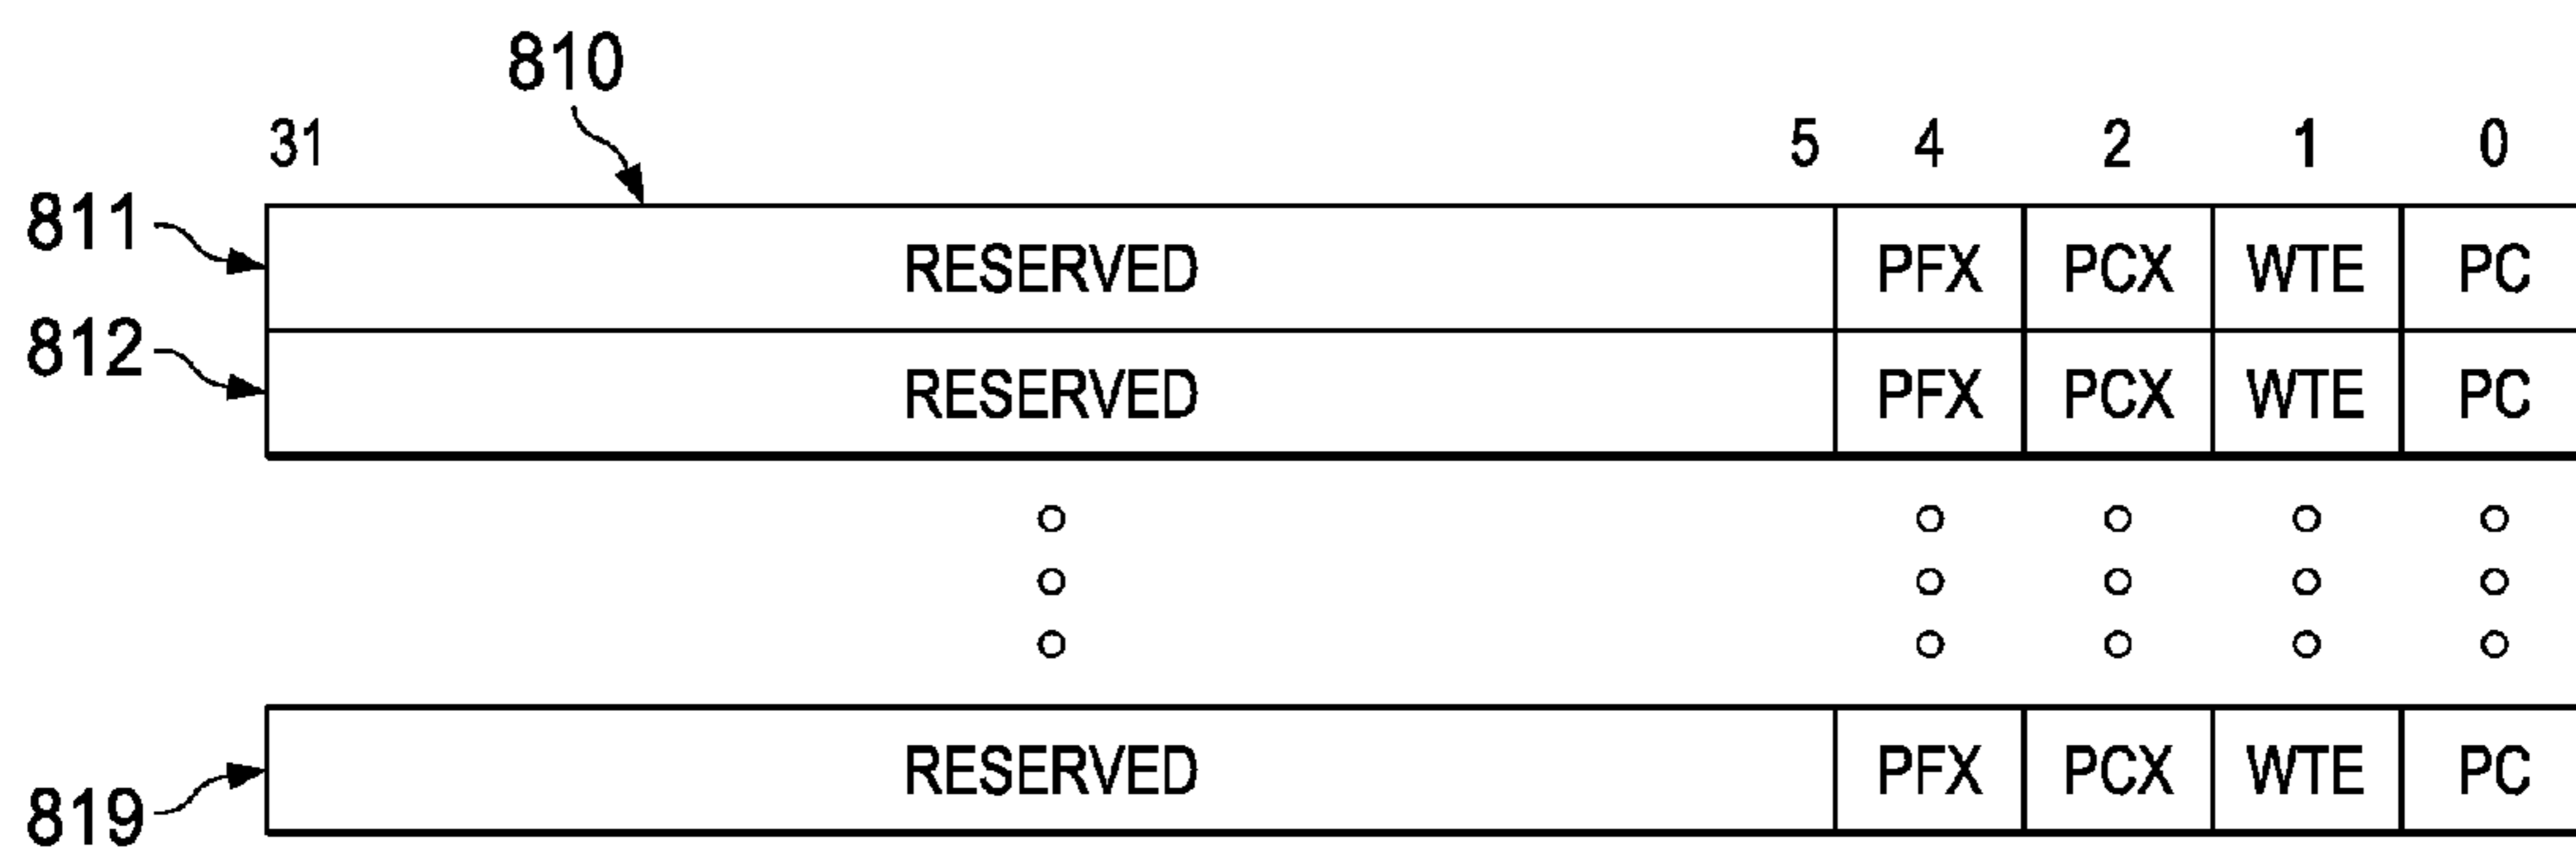 810
31 5 4 2 1 0
811 RESERVED PFX PCX WTE PC
812 RESERVED PFX PCX WTE PC
819 RESERVED PFX PCX WTE PC